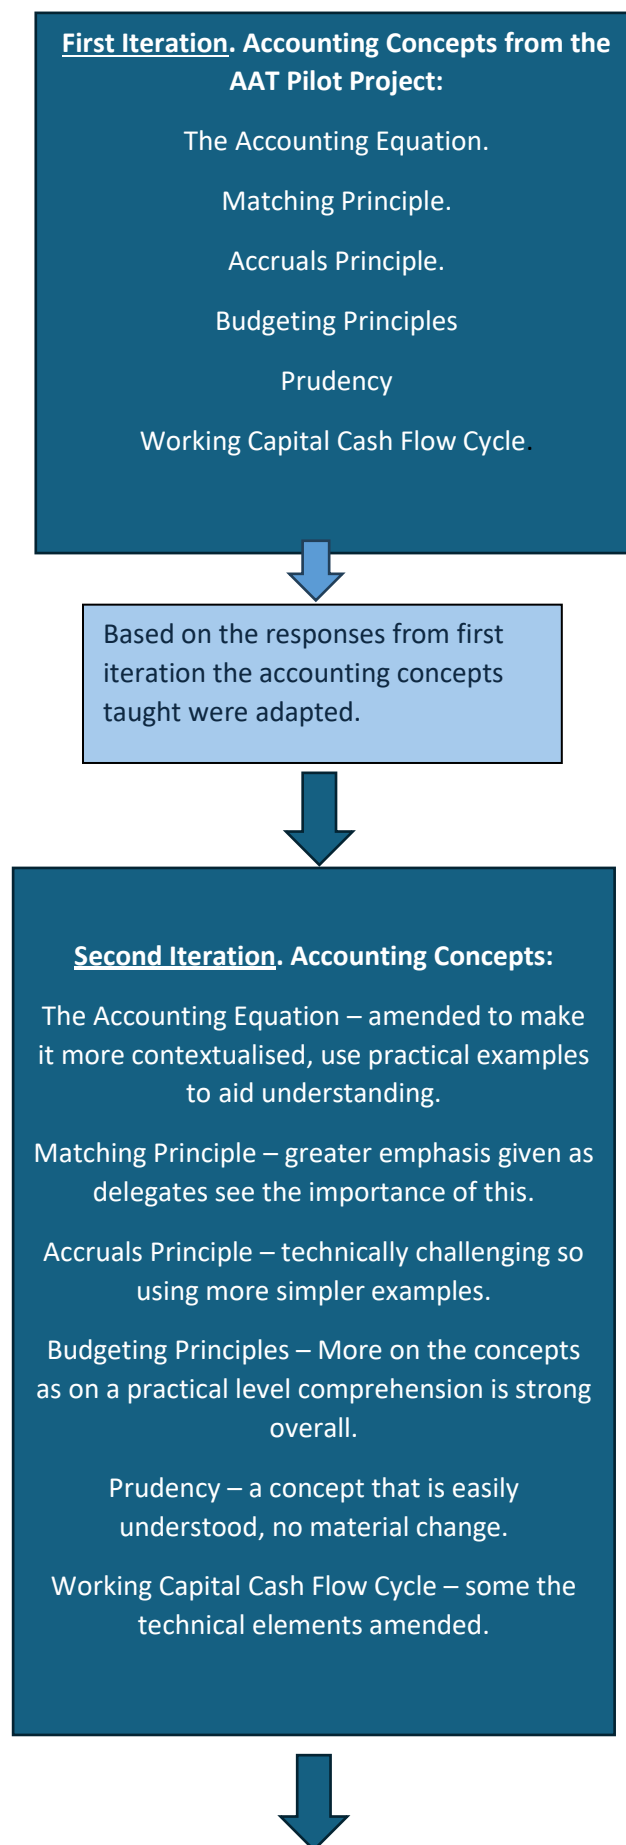 First Iteration. Accounting Concepts from the
AAT Pilot Project:
The Accounting Equation.
Matching Principle.
Accruals Principle.
Budgeting Principles
Prudency
Working Capital Cash Flow Cycle.
Based on the responses from first
iteration the accounting concepts
taught were adapted.
Second Iteration. Accounting Concepts:
The Accounting Equation – amended to make
it more contextualised, use practical examples
to aid understanding.
Matching Principle – greater emphasis given as
delegates see the importance of this.
Accruals Principle – technically challenging so
using more simpler examples.
Budgeting Principles – More on the concepts
as on a practical level comprehension is strong
overall.
Prudency – a concept that is easily
understood, no material change.
Working Capital Cash Flow Cycle – some the
technical elements amended.